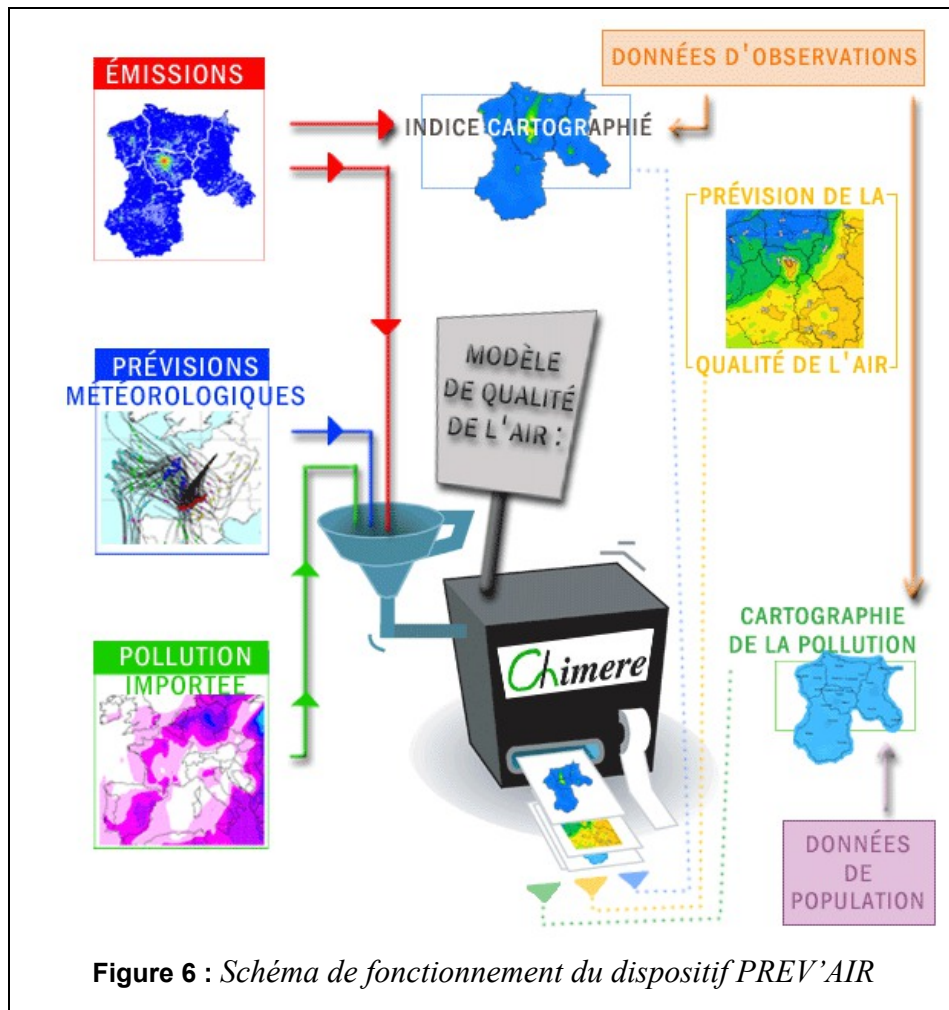 ÉMISSIONS
DONNÉES D'OBSERVATIONS
INDICE CARTOGRAPHIÉ
PRÉVISION DE LA
QUALITÉ DE L'AIR
PRÉVISIONS
MÉTÉOROLOGIQUES
MODÈLE
DE QUALITÉ
DE L'AIR :
POLLUTION
IMPORTEE
Chimere
CARTOGRAPHIE
DE LA POLLUTION
DONNÉES
DE
POPULATION
Figure 6 : Schéma de fonctionnement du dispositif PREV'AIR